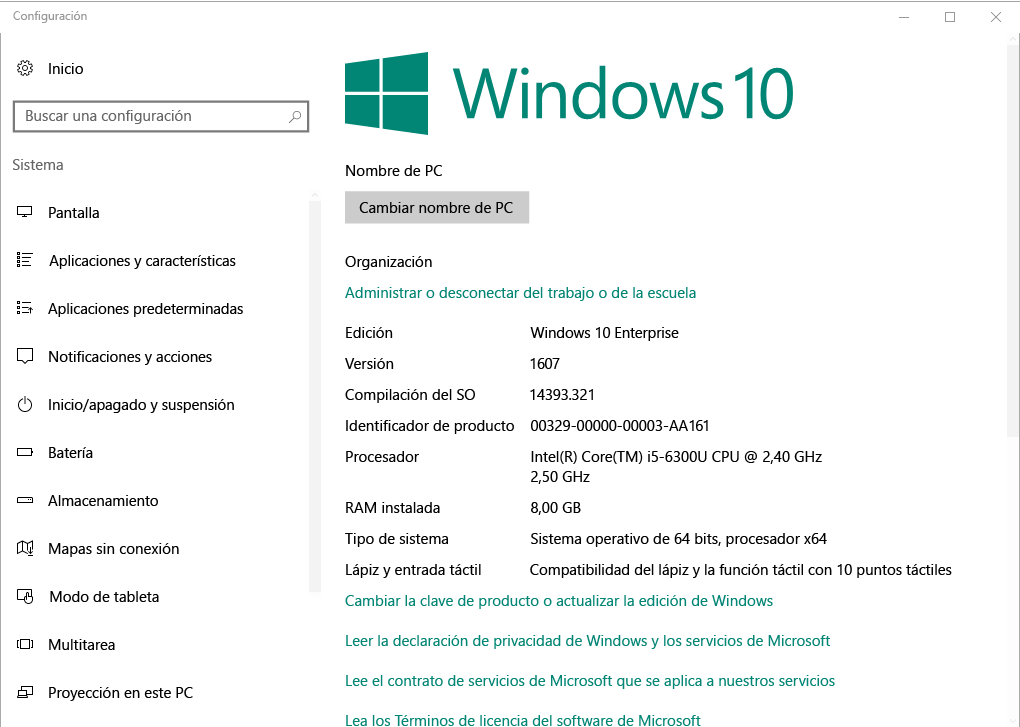 Configuración
Inicio
Buscar una configuración
Sistema
Pantalla
Aplicaciones y características
Aplicaciones predeterminadas
Notificaciones y acciones
Inicio/apagado y suspensión
Batería
Almacenamiento
Mapas sin conexión
Modo de tableta
Multitarea
Proyección en este PC
Windows 10
Nombre de PC
Cambiar nombre de PC
Organización
Administrar o desconectar del trabajo o de la escuela
Edición Windows 10 Enterprise
Versión 1607
Compilación del SO 14393.321
Identificador de producto 00329-00000-00003-AA161
Procesador Intel(R) Core(TM) i5-6300U CPU @ 2,40 GHz
2,50 GHz
RAM instalada 8,00 GB
Tipo de sistema Sistema operativo de 64 bits, procesador x64
Lápiz y entrada táctil Compatibilidad del lápiz y la función táctil con 10 puntos táctiles
Cambiar la clave de producto o actualizar la edición de Windows
Leer la declaración de privacidad de Windows y los servicios de Microsoft
Lee el contrato de servicios de Microsoft que se aplica a nuestros servicios
Lea los Términos de licencia del software de Microsoft